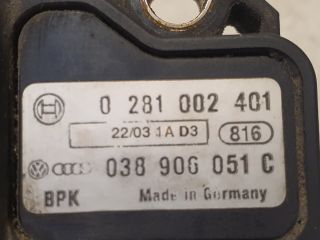 0 281 002 401
22/03 1A D3 816
038 906 051 C
BPK Made in Germany